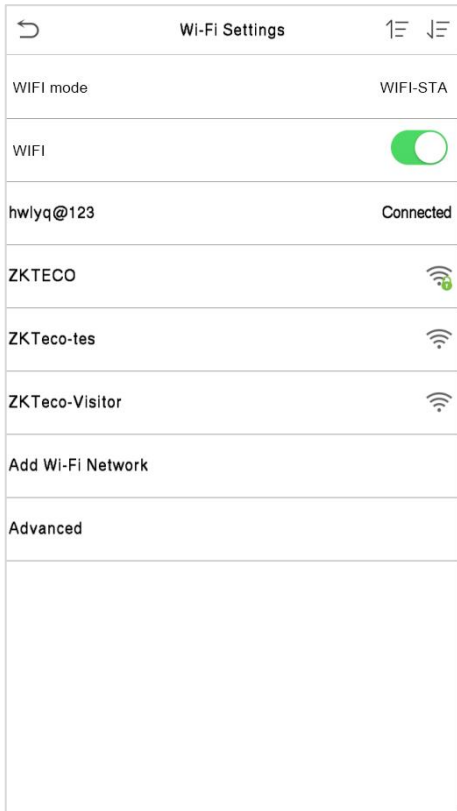 Wi-Fi Settings
WIFI mode WIFI-STA
WIFI
hwlyq@123 Connected
ZKTECO
ZKTeco-tes
ZKTeco-Visitor
Add Wi-Fi Network
Advanced